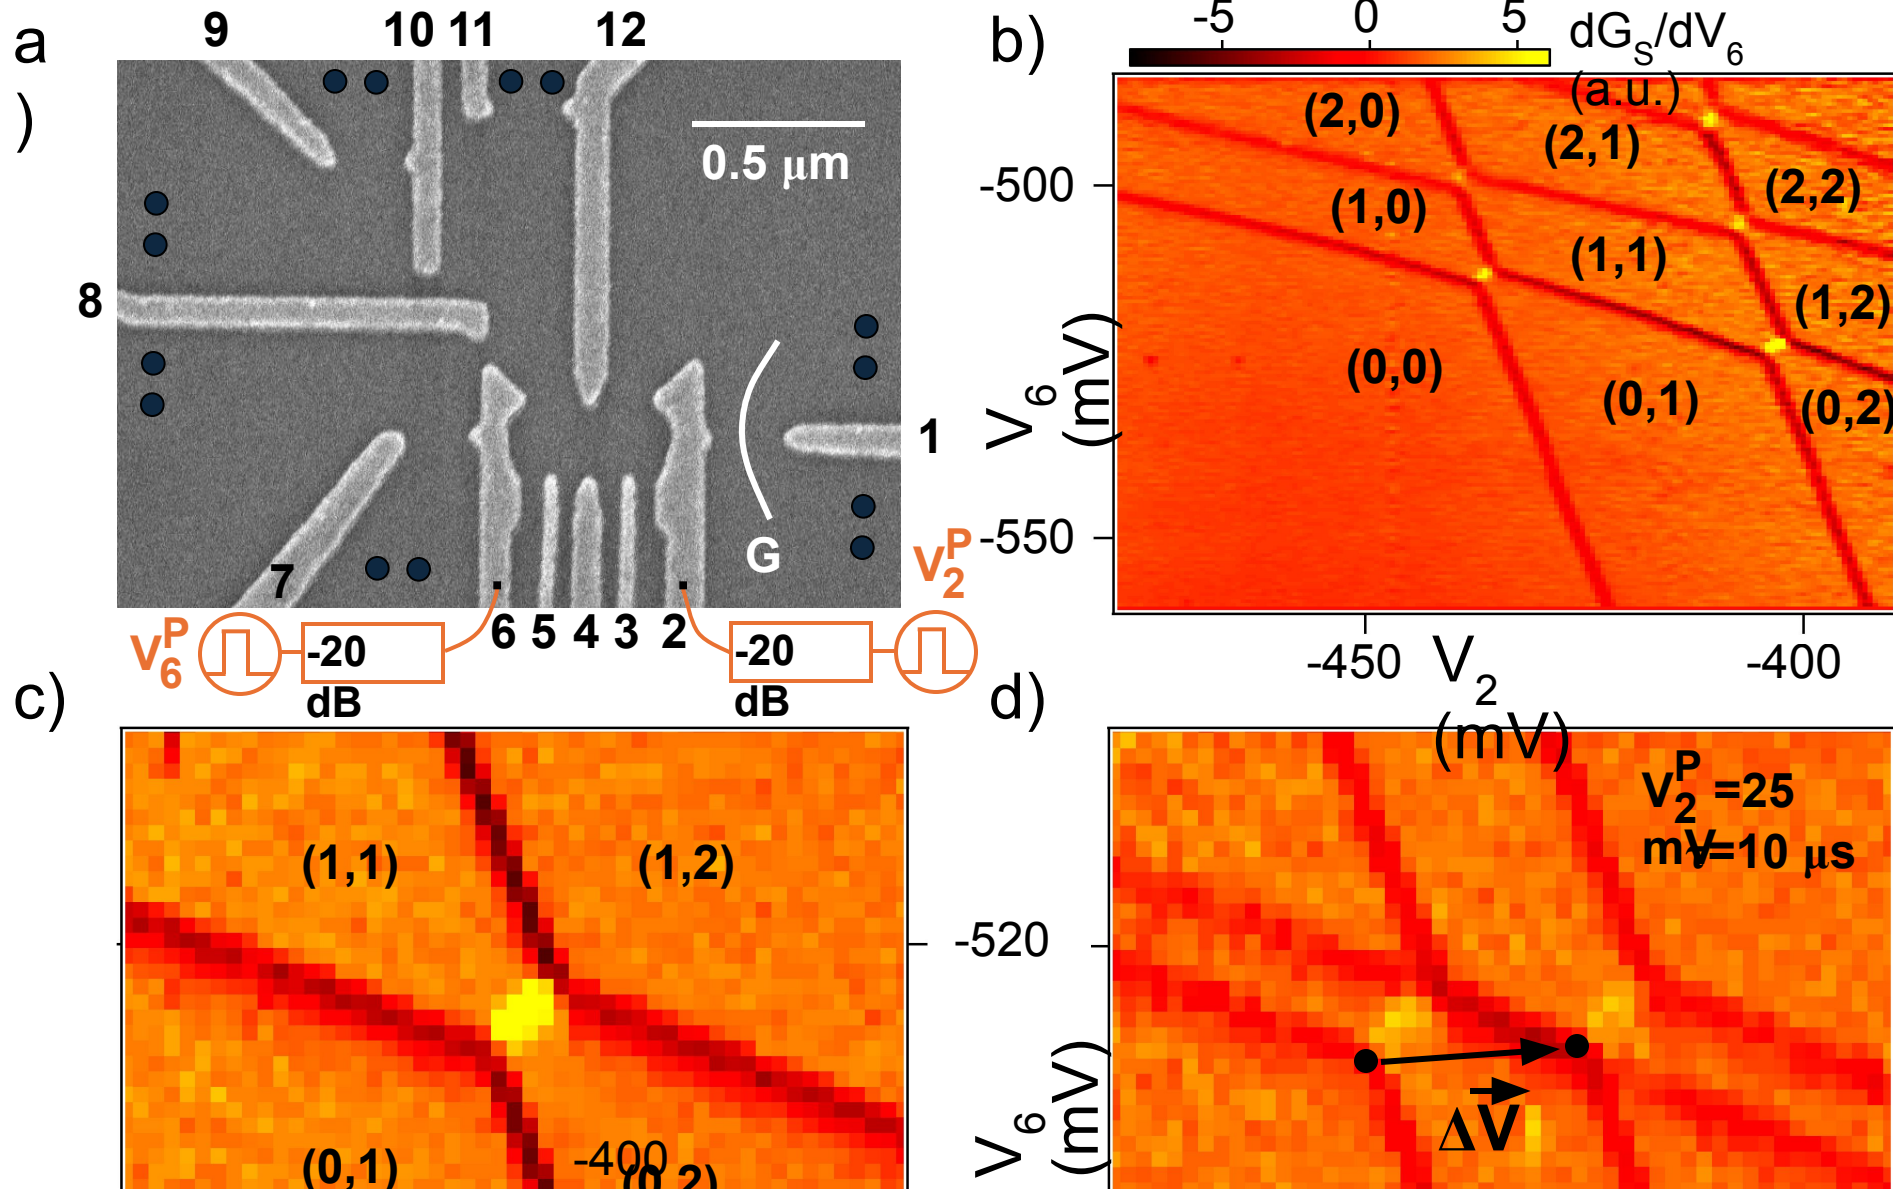 a
)
9 10 11 12
0.5 μm
8
1
7
G
6 5 4 3 2
V6P
-20
dB
-20
dB
V2P
b)
-5 0 5
dGS/dV6
(a.u.)
(2,0)
(2,1)
(2,2)
(1,0)
(1,1)
(1,2)
(0,0)
(0,1)
(0,2)
-500
-550
V6
(mV)
-450
-400
V2
(mV)
c)
(1,1)
(1,2)
(0,1)
(0,2)
-400
d)
V2P =25
mV
τ=10 μs
-520
V6
(mV)
ΔV